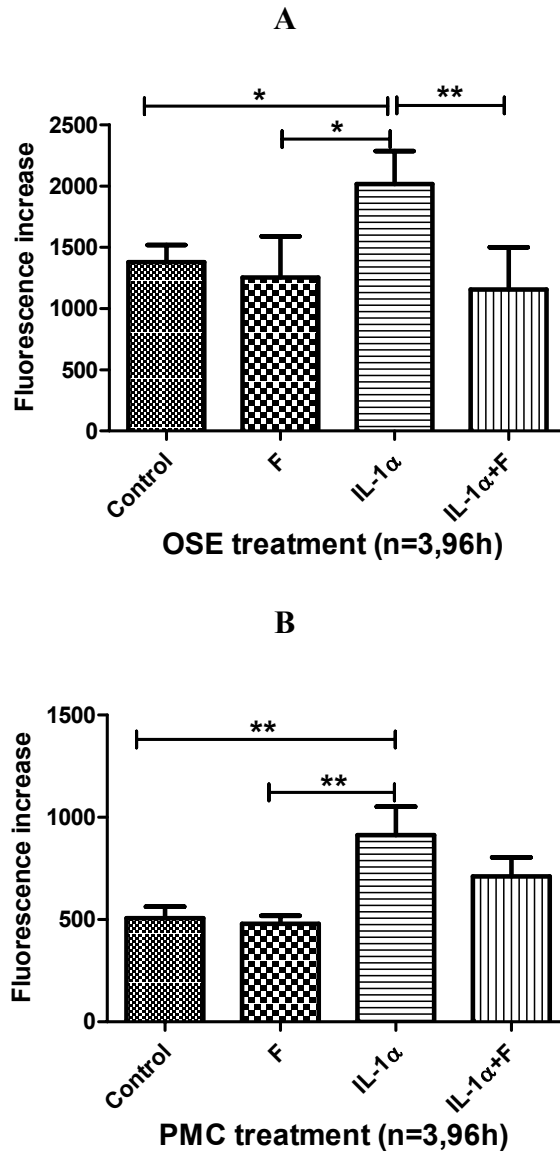 A
* **
*
2500
2000
1500
1000
500
0
Fluorescence increase
Control F IL-1α IL-1α+F
OSE treatment (n=3,96h)
B
**
**
1500
1000
500
0
Fluorescence increase
Control F IL-1α IL-1α+F
PMC treatment (n=3,96h)